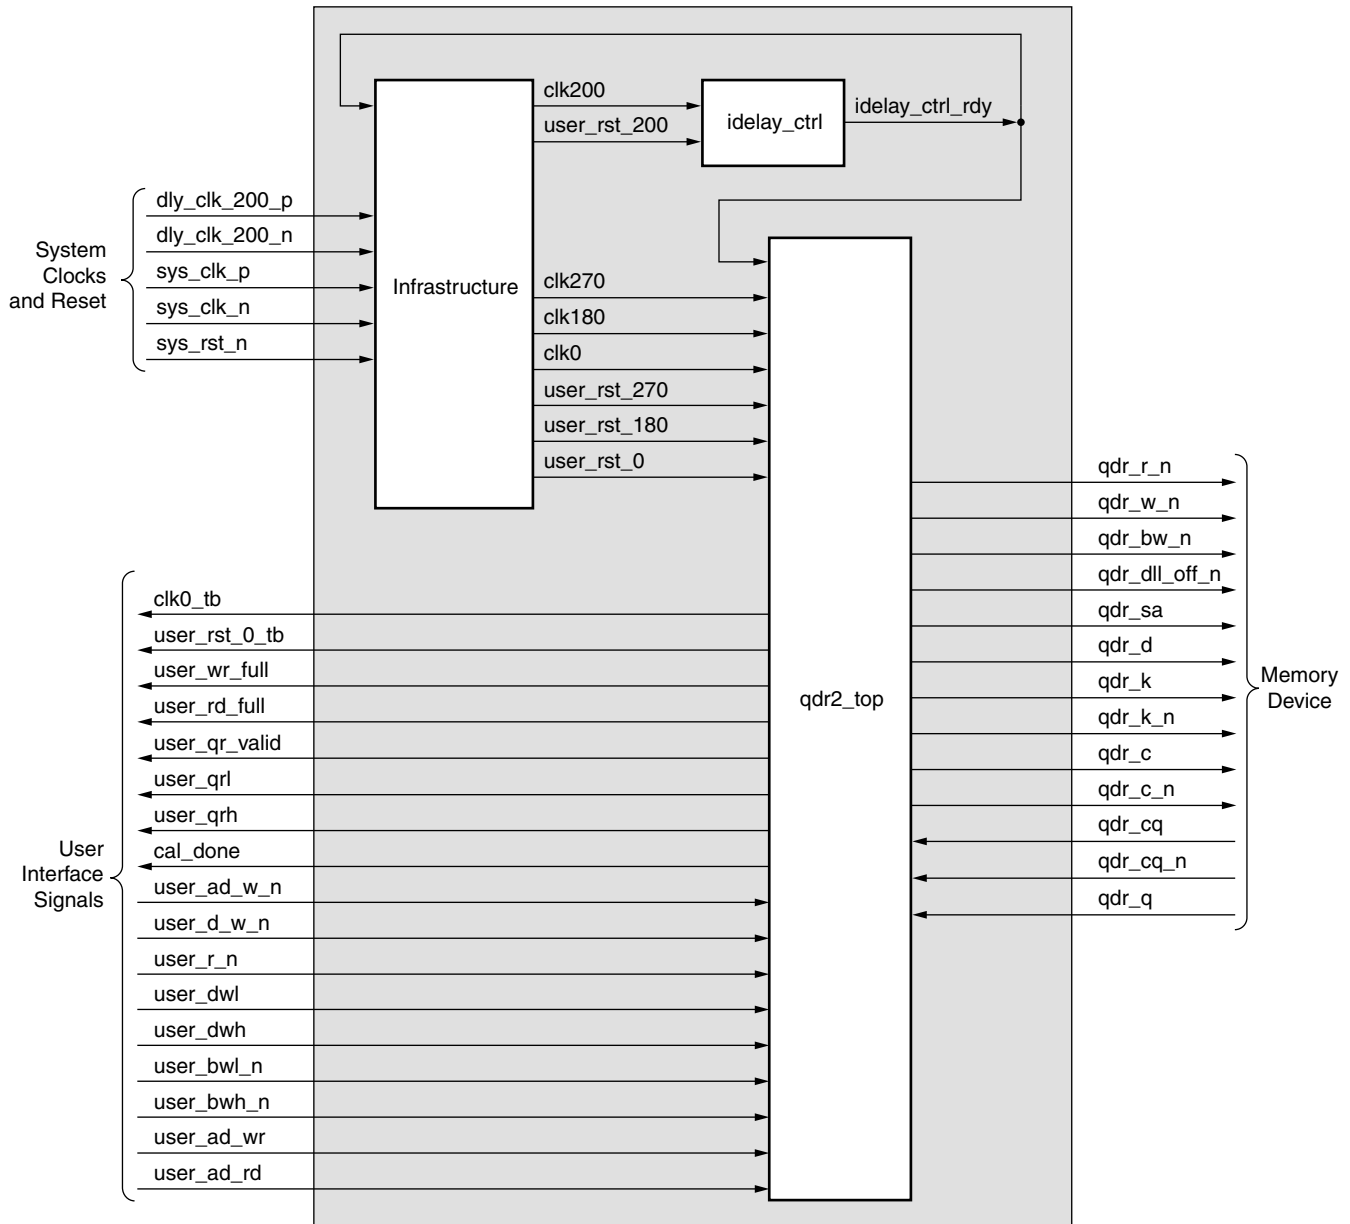 clk200
user_rst_200
idelay_ctrl
idelay_ctrl_rdy
System
Clocks
and Reset
dly_clk_200_p
dly_clk_200_n
sys_clk_p
sys_clk_n
sys_rst_n
Infrastructure
clk270
clk180
clk0
user_rst_270
user_rst_180
user_rst_0
qdr2_top
qdr_r_n
qdr_w_n
qdr_bw_n
qdr_dll_off_n
qdr_sa
qdr_d
qdr_k
qdr_k_n
qdr_c
qdr_c_n
qdr_cq
qdr_cq_n
qdr_q
Memory
Device
User
Interface
Signals
clk0_tb
user_rst_0_tb
user_wr_full
user_rd_full
user_qr_valid
user_qrl
user_qrh
cal_done
user_ad_w_n
user_d_w_n
user_r_n
user_dwl
user_dwh
user_bwl_n
user_bwh_n
user_ad_wr
user_ad_rd